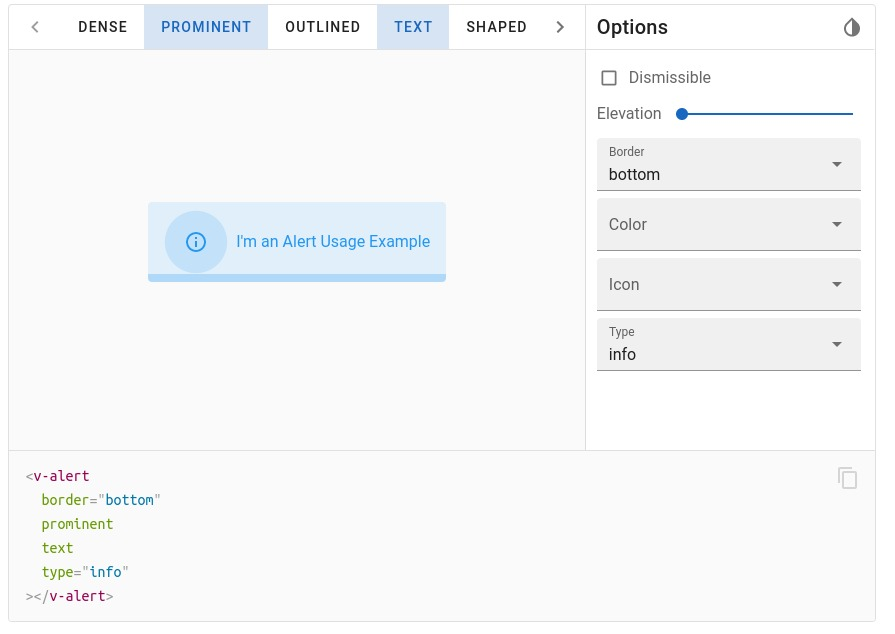 DENSE PROMINENT OUTLINED TEXT SHAPED
Options
Dismissible
Elevation
Border
bottom
Color
Icon
Type
info
I'm an Alert Usage Example
<v-alert
  border="bottom"
  prominent
  text
  type="info"
></v-alert>